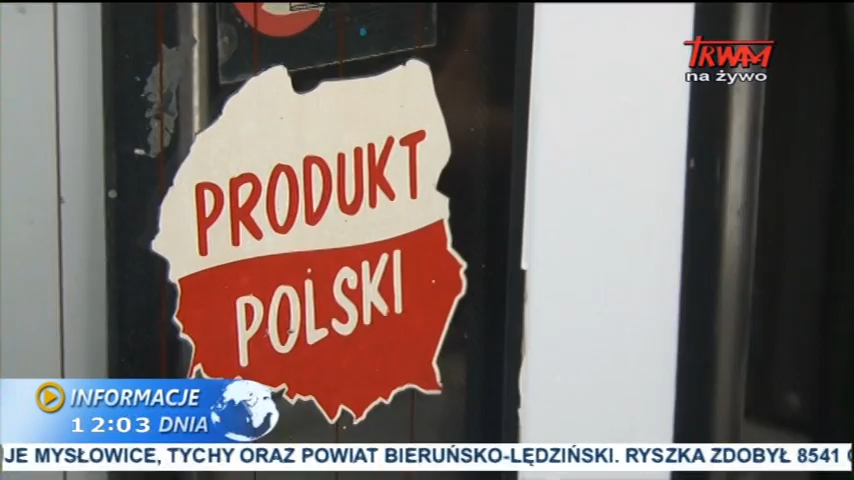 TRWAM
na żywo
PRODUKT
POLSKI
INFORMACJE
12:03 DNIA
JE MYSŁOWICE, TYCHY ORAZ POWIAT BIERUŃSKO-LĘDZIŃSKI. RYSZKA ZDOBYŁ 8541